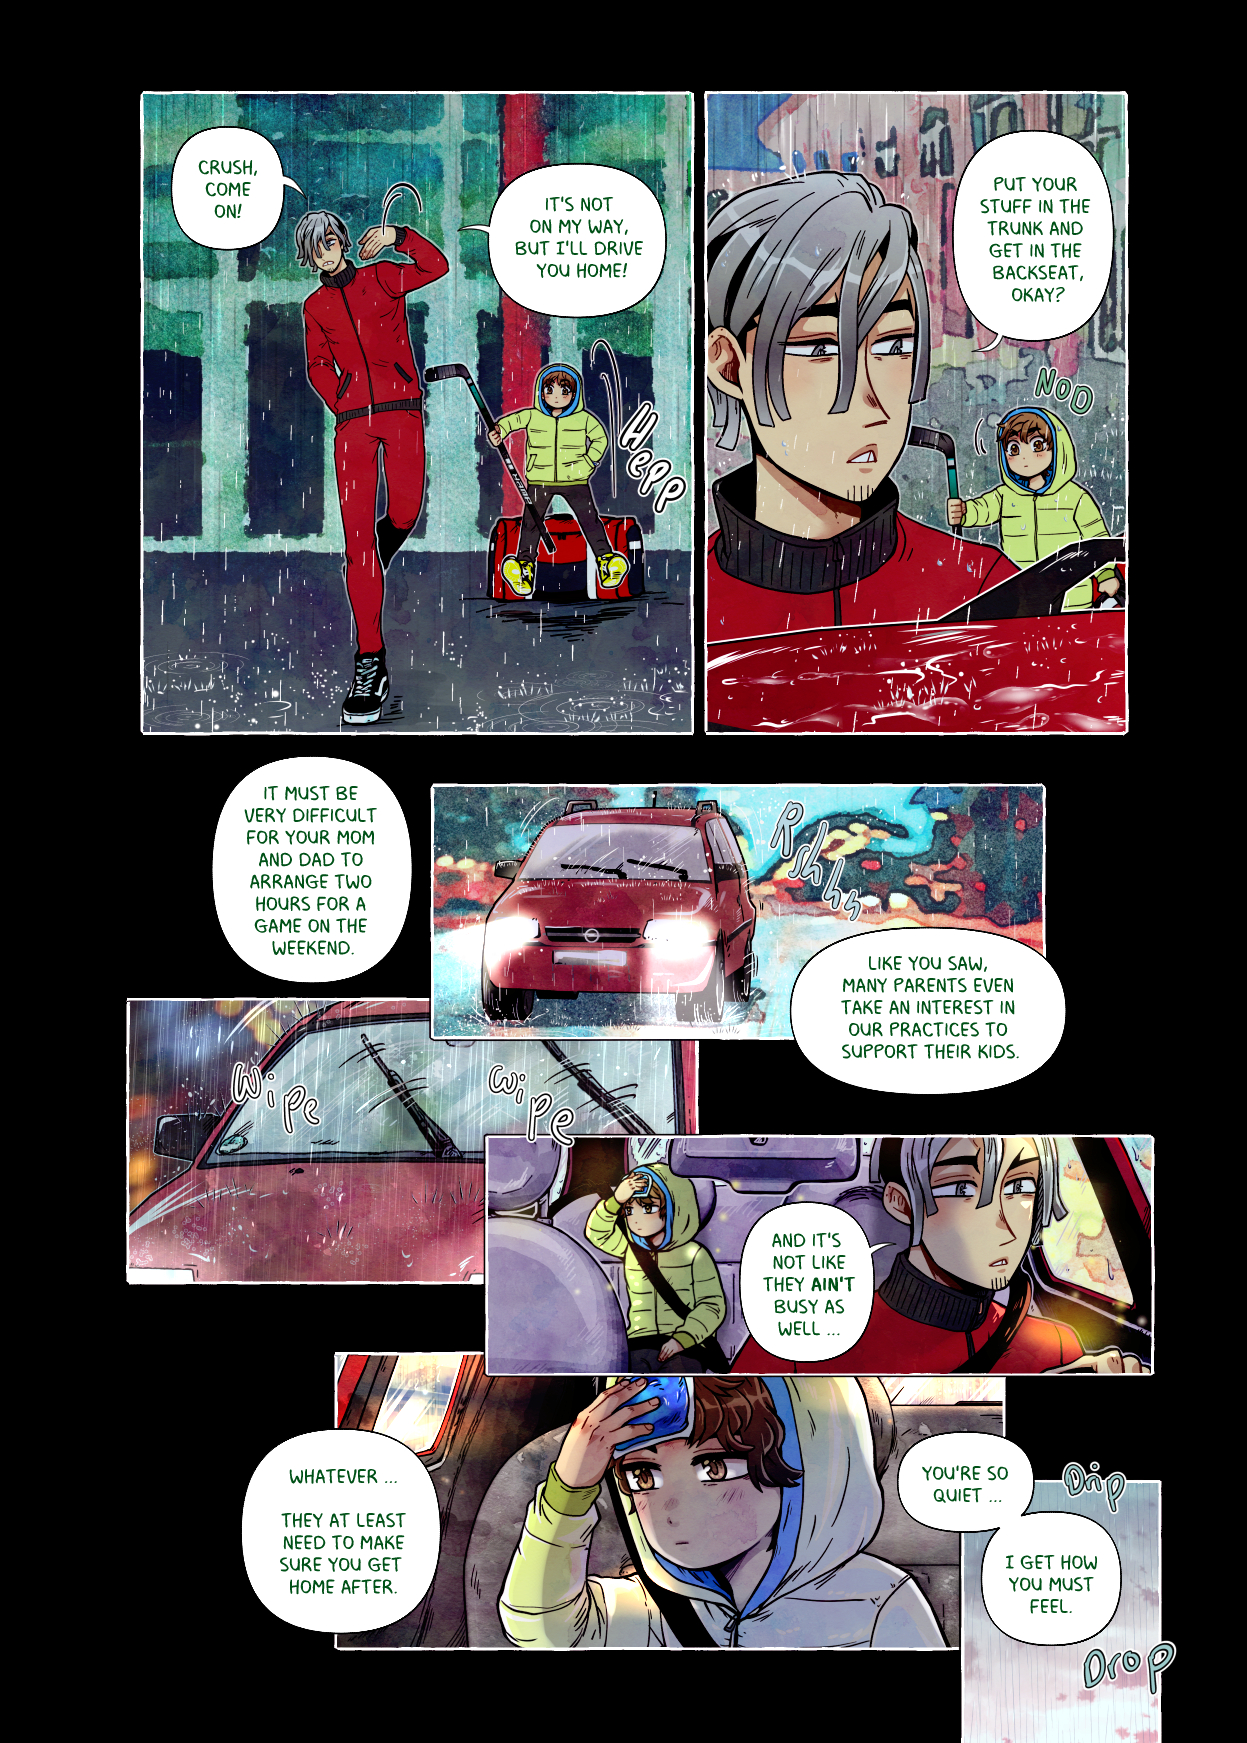 CRUSH,
COME
ON!
IT'S NOT
ON MY WAY,
BUT I'LL DRIVE
YOU HOME!
HEPP
PUT YOUR
STUFF IN THE
TRUNK AND
GET IN THE
BACKSEAT,
OKAY?
NOD
IT MUST BE
VERY DIFFICULT
FOR YOUR MOM
AND DAD TO
ARRANGE TWO
HOURS FOR A
GAME ON THE
WEEKEND.
Rshhh
LIKE YOU SAW,
MANY PARENTS EVEN
TAKE AN INTEREST IN
OUR PRACTICES TO
SUPPORT THEIR KIDS.
Wipe
Wipe
AND IT'S
NOT LIKE
THEY AIN'T
BUSY AS
WELL ...
WHATEVER ...
THEY AT LEAST
NEED TO MAKE
SURE YOU GET
HOME AFTER.
YOU'RE SO
QUIET ...
Drip
I GET HOW
YOU MUST
FEEL.
Drop